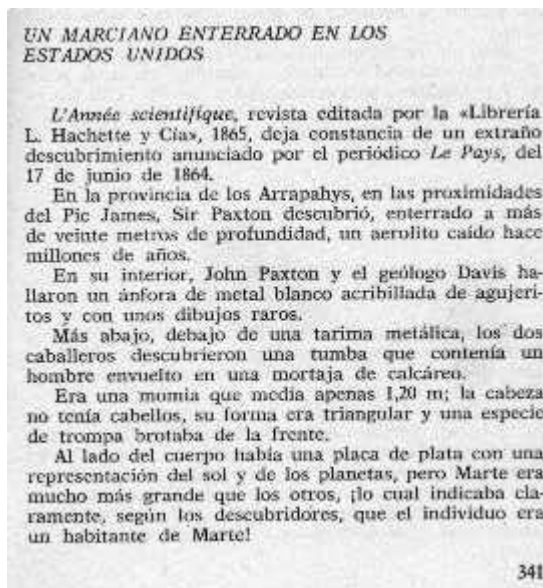 UN MARCIANO ENTERRADO EN LOS
ESTADOS UNIDOS
L'Année scientifique, revista editada por la «Librería
L. Hachette y Cía», 1865, deja constancia de un extraño
descubrimiento anunciado por el periódico Le Pays, del
17 de junio de 1864.
En la provincia de los Arrapahys, en las proximidades
del Pic James, Sir Paxton descubrió, enterrado a más
de veinte metros de profundidad, un aerolito caído hace
millones de años.
En su interior, John Paxton y el geólogo Davis ha-
llaron un ánfora de metal blanco acribillada de agujeri-
tos y con unos dibujos raros.
Más abajo, debajo de una tarima metálica, los dos
caballeros descubrieron una tumba que contenía un
hombre envuelto en una mortaja de calcáreo.
Era una momia que medía apenas 1,20 m; la cabeza
no tenía cabellos, su forma era triangular y una especie
de trompa brotaba de la frente.
Al lado del cuerpo había una placa de plata con una
representación del sol y de los planetas, pero Marte era
mucho más grande que los otros, ¡lo cual indicaba cla-
ramente, según los descubridores, que el individuo era
un habitante de Marte!
341